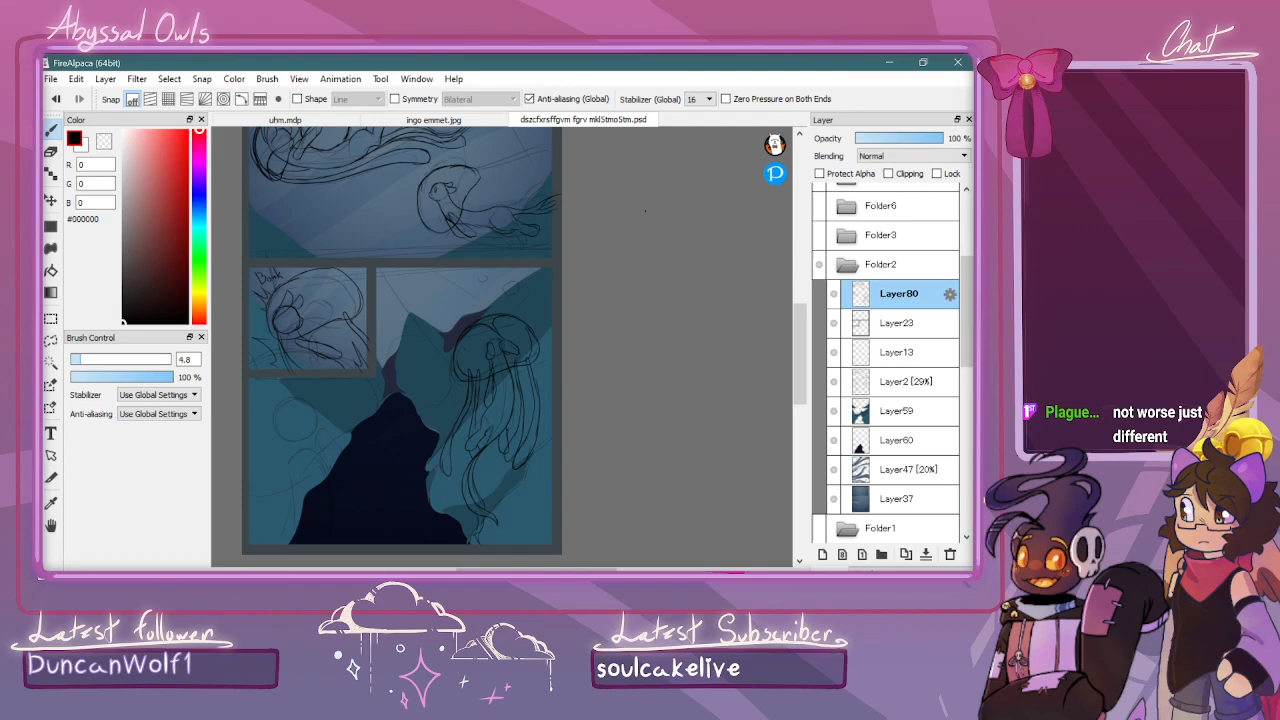 Abyssal Owls
Chat
FireAlpaca (64bit)
File Edit Layer Filter Select Snap Color Brush View Animation Tool Window Help
Snap off Shape Line Symmetry Bilateral Anti-aliasing (Global) Stabilizer (Global) 16 Zero Pressure on Both Ends
Color
uhm.mdp
ingo emmet.jpg
dszcfxrsffgvm fgrv mkl5tmo5tm.psd
Layer
R 0
G 0
B 0
#000000
Opacity 100 %
Blending Normal
Protect Alpha Clipping Lock
Folder6
Folder3
Folder2
Layer80
Layer23
Layer13
Layer2 [29%]
Layer59
Layer60
Layer47 [20%]
Layer37
Folder1
Brush Control
4.8
100 %
Stabilizer Use Global Settings
Anti-aliasing Use Global Settings
Bonk
1ST Plague... not worse just
different
Latest follower
DuncanWolf1
Latest Subscriber
soulcakelive